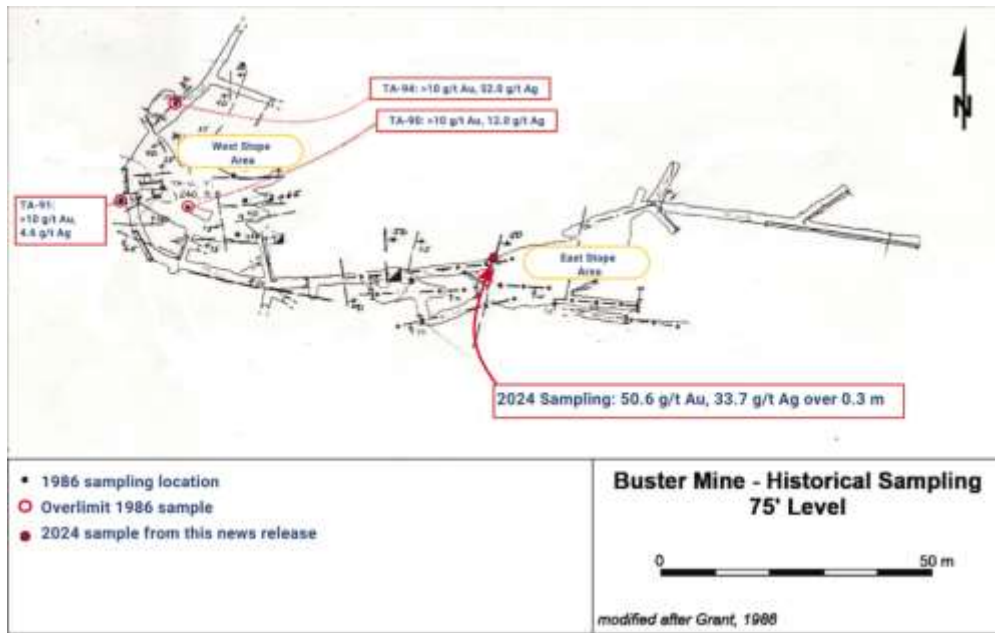 TA-94: >10 g/t Au, 52.0 g/t Ag
TA-90: >10 g/t Au, 12.0 g/t Ag
West Stope
Area
TA-91:
>10 g/t Au,
4.6 g/t Ag
East Stope
Area
N
2024 Sampling: 50.6 g/t Au, 33.7 g/t Ag over 0.3 m
1986 sampling location
Overlimit 1986 sample
2024 sample from this news release
Buster Mine - Historical Sampling
75' Level
0 50 m
modified after Grant, 1986